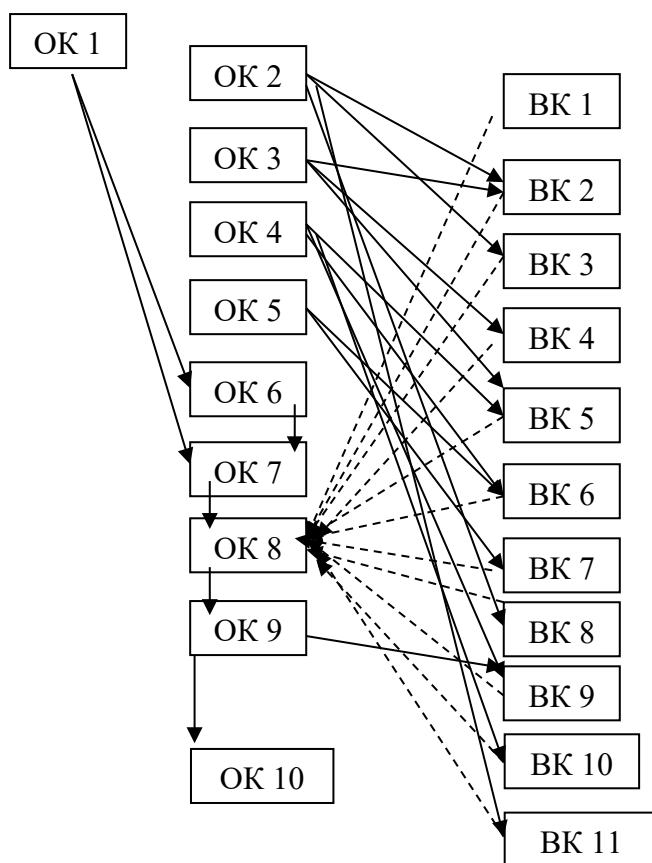 ОК 1
ОК 2
ОК 3
ОК 4
ОК 5
ОК 6
ОК 7
ОК 8
ОК 9
ОК 10
ВК 1
ВК 2
ВК 3
ВК 4
ВК 5
ВК 6
ВК 7
ВК 8
ВК 9
ВК 10
ВК 11